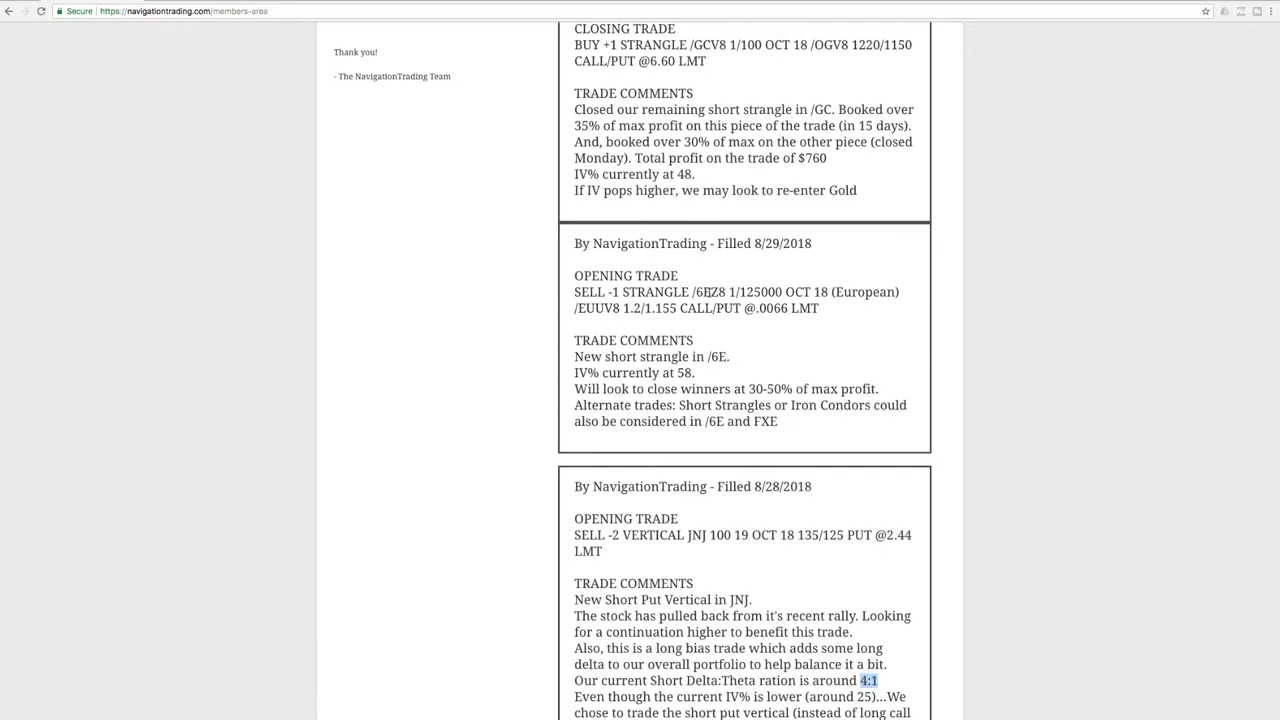 Secure
https://navigationtrading.com/members-area
Thank you!
- The NavigationTrading Team
CLOSING TRADE
BUY +1 STRANGLE /GCV8 1/100 OCT 18 /OGV8 1220/1150
CALL/PUT @6.60 LMT
TRADE COMMENTS
Closed our remaining short strangle in /GC. Booked over
35% of max profit on this piece of the trade (in 15 days).
And, booked over 30% of max on the other piece (closed
Monday). Total profit on the trade of $760
IV% currently at 48.
If IV pops higher, we may look to re-enter Gold
By NavigationTrading - Filled 8/29/2018
OPENING TRADE
SELL -1 STRANGLE /6EZ8 1/125000 OCT 18 (European)
/EUUV8 1.2/1.155 CALL/PUT @.0066 LMT
TRADE COMMENTS
New short strangle in /6E.
IV% currently at 58.
Will look to close winners at 30-50% of max profit.
Alternate trades: Short Strangles or Iron Condors could
also be considered in /6E and FXE
By NavigationTrading - Filled 8/28/2018
OPENING TRADE
SELL -2 VERTICAL JNJ 100 19 OCT 18 135/125 PUT @2.44
LMT
TRADE COMMENTS
New Short Put Vertical in JNJ.
The stock has pulled back from it's recent rally. Looking
for a continuation higher to benefit this trade.
Also, this is a long bias trade which adds some long
delta to our overall portfolio to help balance it a bit.
Our current Short Delta:Theta ration is around 4:1
Even though the current IV% is lower (around 25)...We
chose to trade the short put vertical (instead of long call